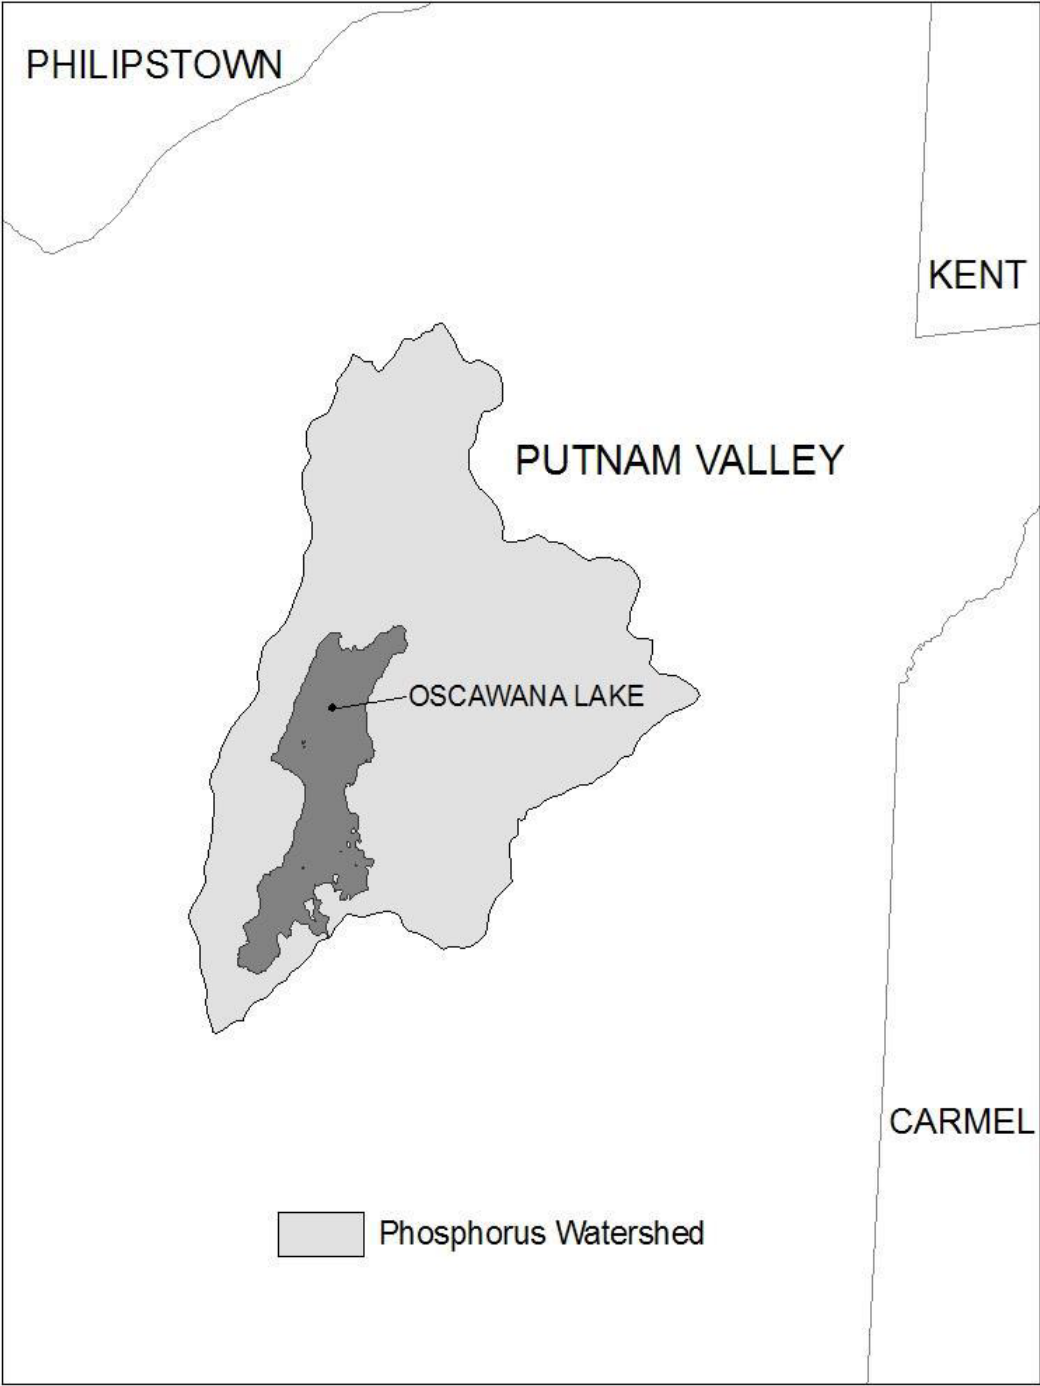 PHILIPSTOWN
KENT
PUTNAM VALLEY
OSCAWANA LAKE
CARMEL
Phosphorus Watershed